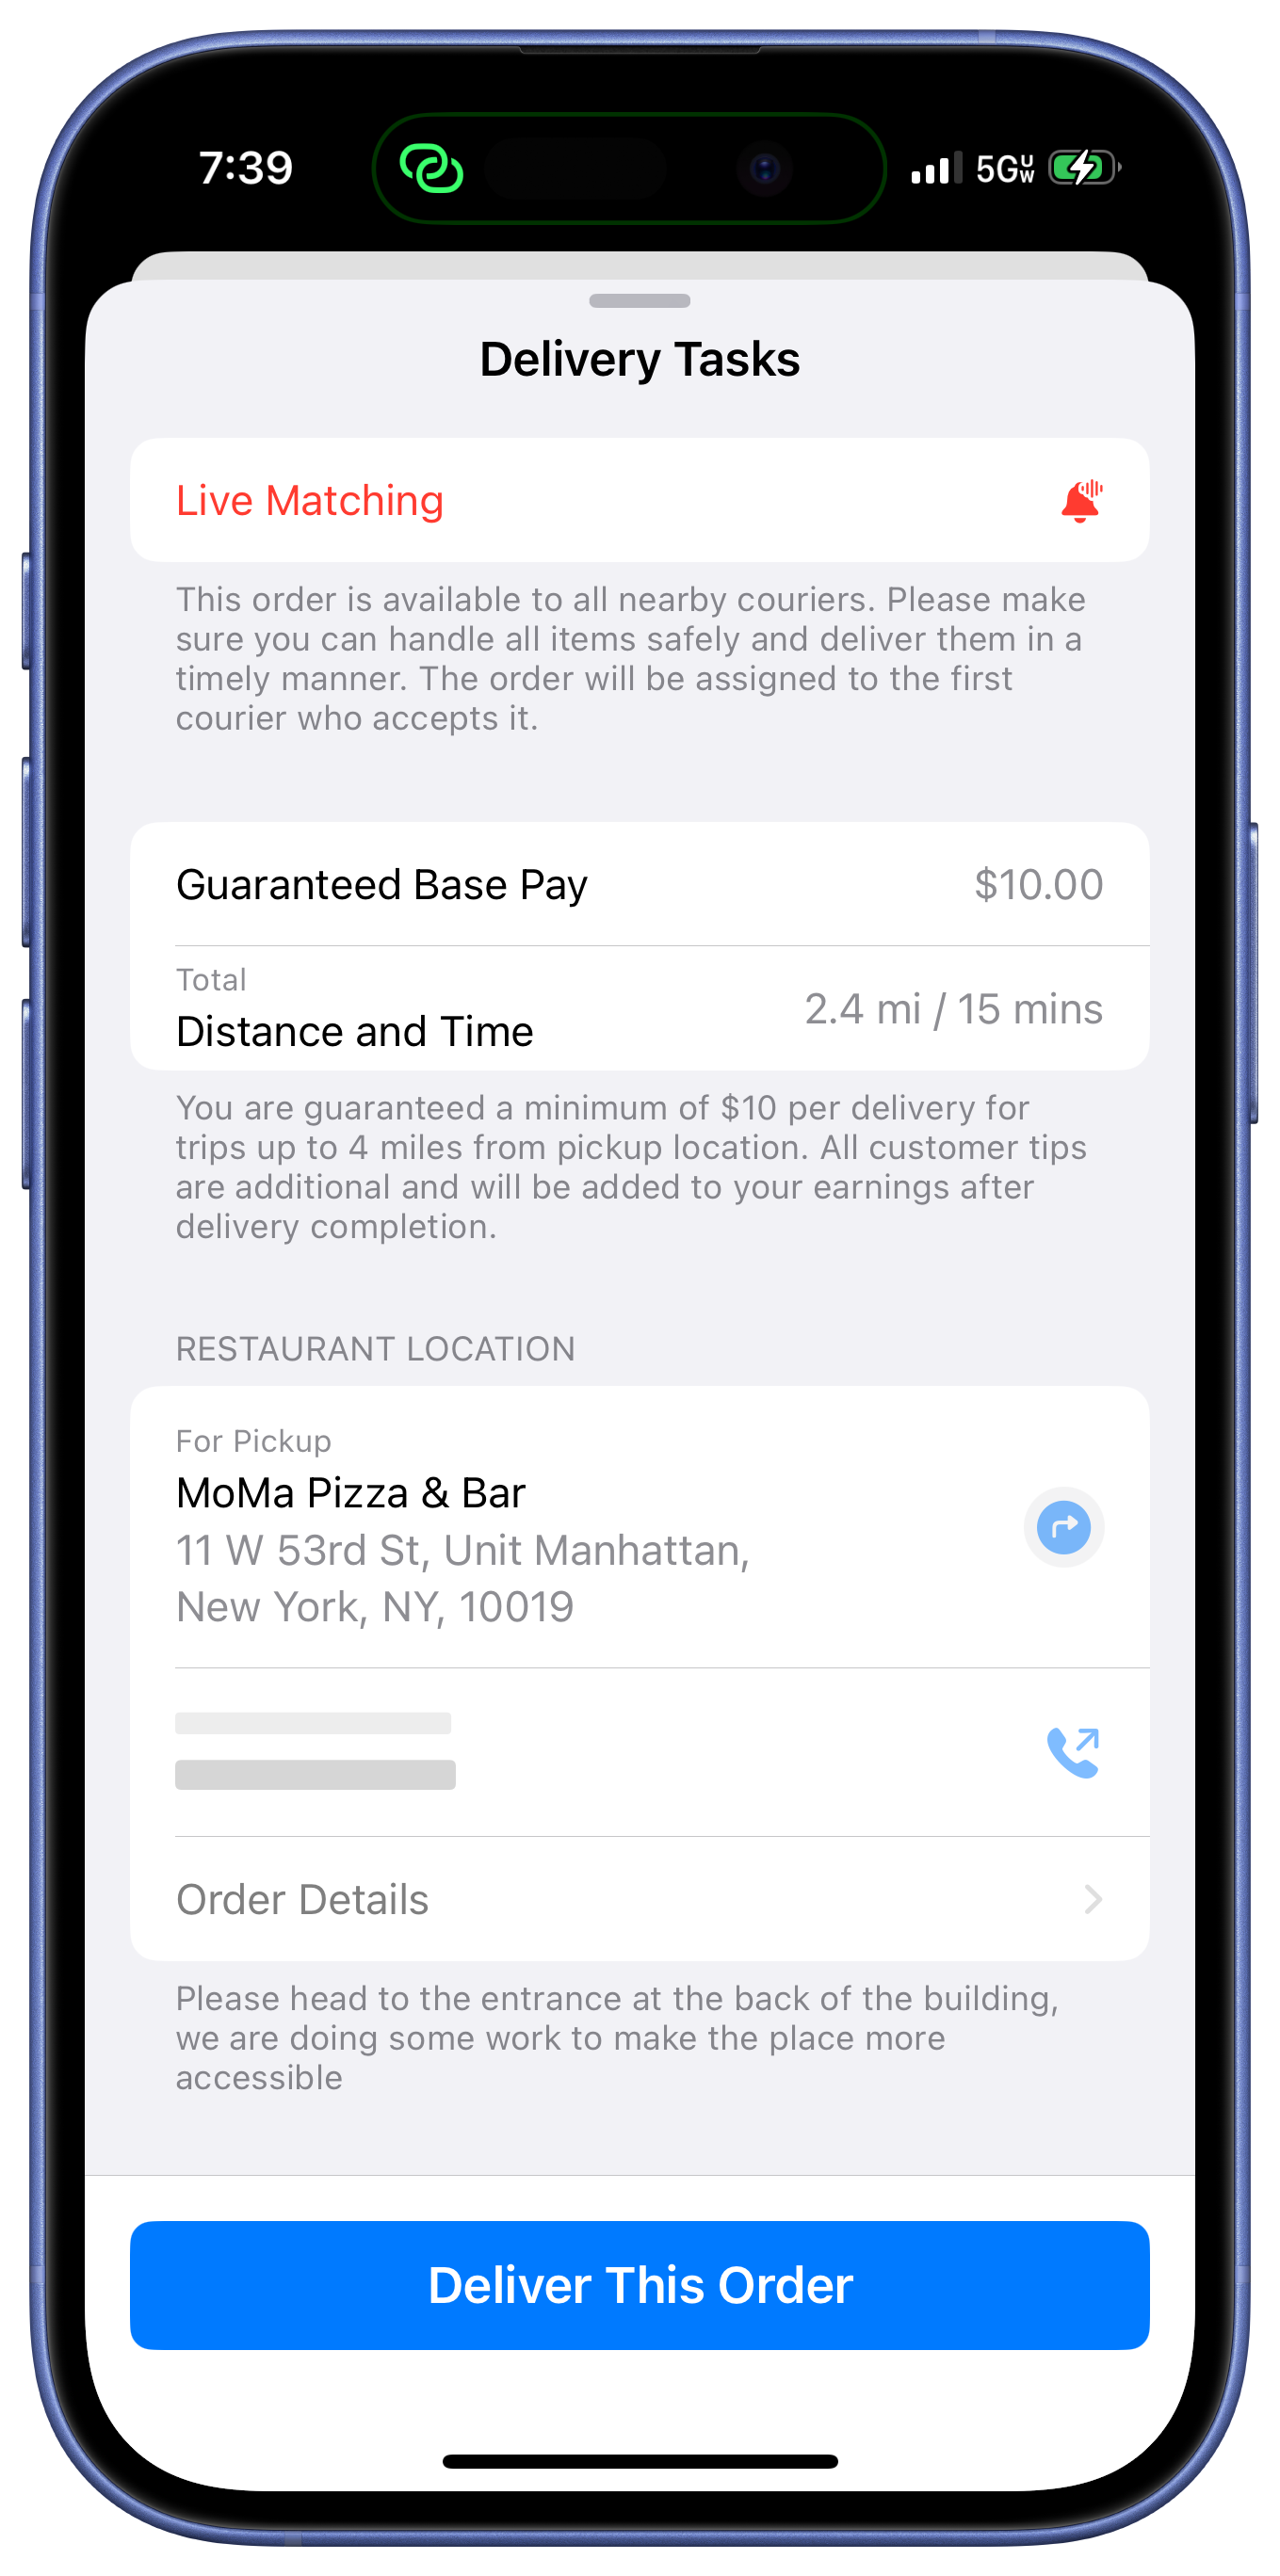 7:39
5G UW
Delivery Tasks
Live Matching
This order is available to all nearby couriers. Please make
sure you can handle all items safely and deliver them in a
timely manner. The order will be assigned to the first
courier who accepts it.
Guaranteed Base Pay
$10.00
Total
Distance and Time
2.4 mi / 15 mins
You are guaranteed a minimum of $10 per delivery for
trips up to 4 miles from pickup location. All customer tips
are additional and will be added to your earnings after
delivery completion.
RESTAURANT LOCATION
For Pickup
MoMa Pizza & Bar
11 W 53rd St, Unit Manhattan,
New York, NY, 10019
Order Details
Please head to the entrance at the back of the building,
we are doing some work to make the place more
accessible
Deliver This Order